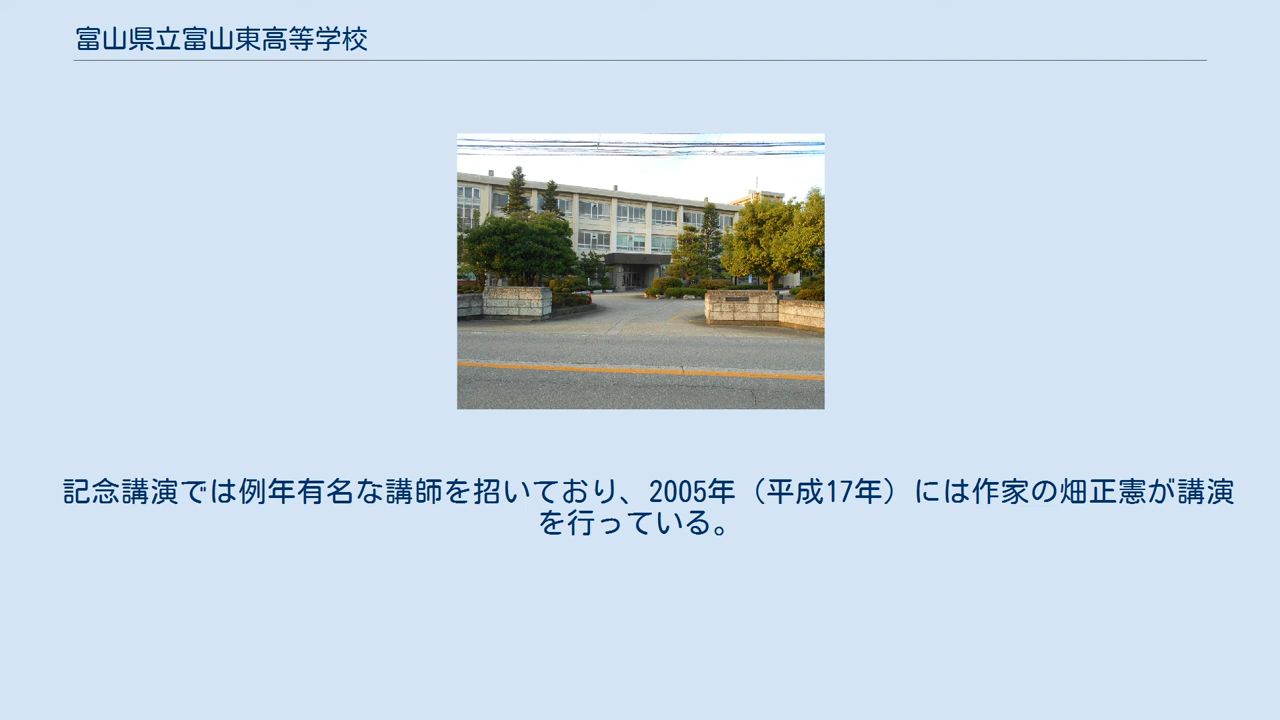 富山県立富山東高等学校
記念講演では例年有名な講師を招いており、2005年（平成17年）には作家の畑正憲が講演
を行っている。